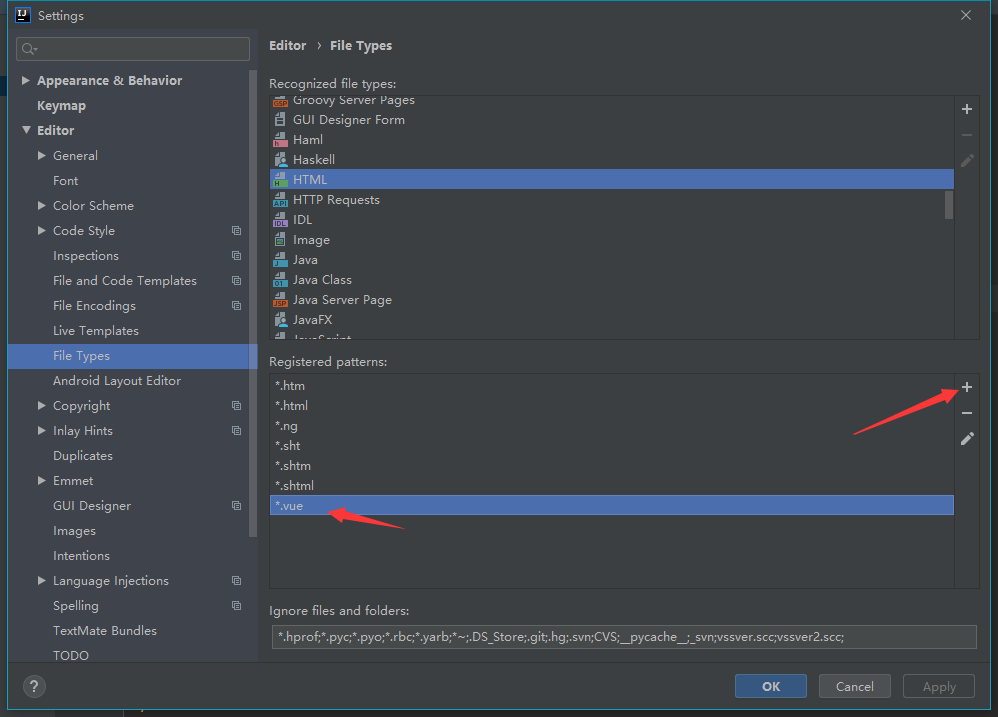 Settings
Editor › File Types
Appearance & Behavior
Keymap
Editor
General
Font
Color Scheme
Code Style
Inspections
File and Code Templates
File Encodings
Live Templates
File Types
Android Layout Editor
Copyright
Inlay Hints
Duplicates
Emmet
GUI Designer
Images
Intentions
Language Injections
Spelling
TextMate Bundles
TODO
Recognized file types:
Groovy Server Pages
GUI Designer Form
Haml
Haskell
HTML
HTTP Requests
IDL
Image
Java
Java Class
Java Server Page
JavaFX
JavaScript
Registered patterns:
*.htm
*.html
*.ng
*.sht
*.shtm
*.shtml
*.vue
Ignore files and folders:
*.hprof;*.pyc;*.pyo;*.rbc;*.yarb;*~;.DS_Store;.git;.hg;.svn;CVS;__pycache__;_svn;vssver.scc;vssver2.scc;
?
OK
Cancel
Apply